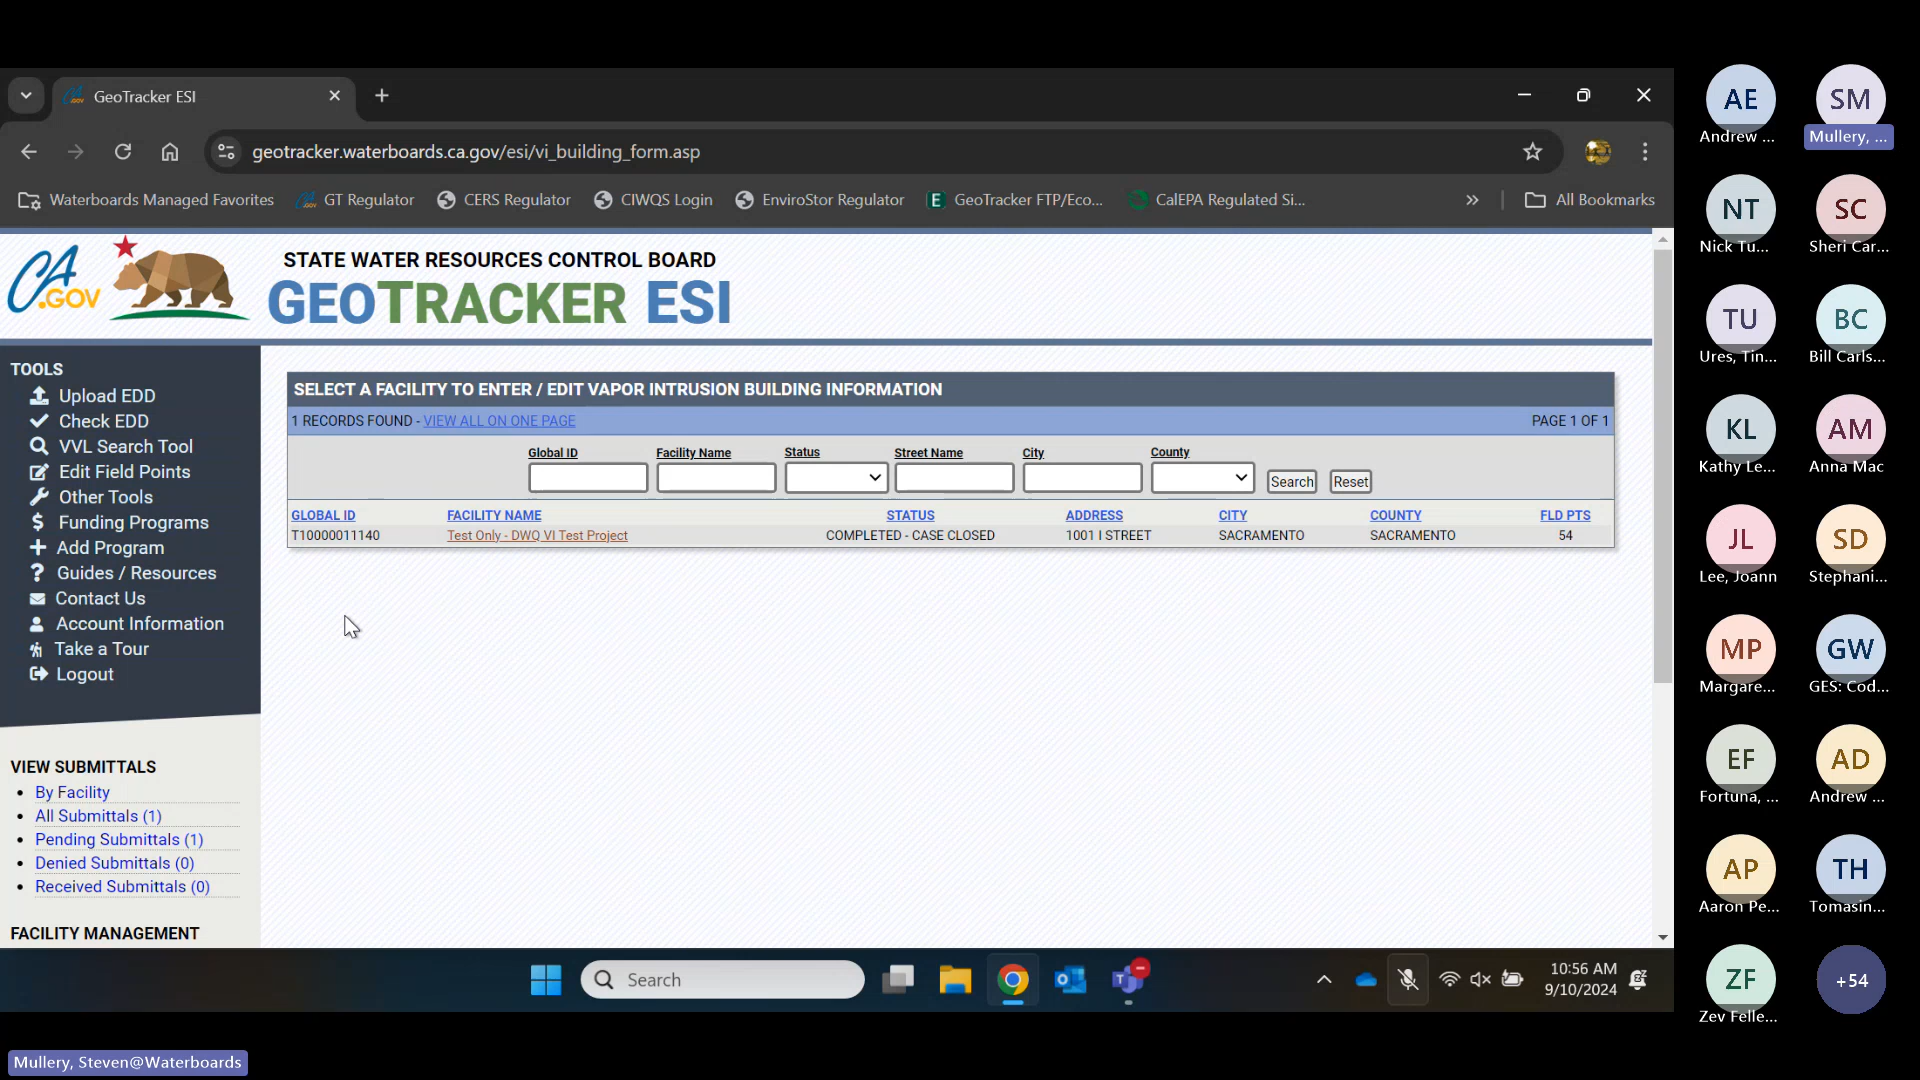 GeoTracker ESI
geotracker.waterboards.ca.gov/esi/vi_building_form.asp
Waterboards Managed Favorites
GT Regulator
CERS Regulator
CIWQS Login
EnviroStor Regulator
E
GeoTracker FTP/Eco...
CalEPA Regulated Si...
»
All Bookmarks
CA
.GOV
STATE WATER RESOURCES CONTROL BOARD
GEOTRACKER ESI
TOOLS
Upload EDD
Check EDD
VVL Search Tool
Edit Field Points
Other Tools
$ Funding Programs
Add Program
? Guides / Resources
Contact Us
Account Information
Take a Tour
Logout
VIEW SUBMITTALS
By Facility
All Submittals (1)
Pending Submittals (1)
Denied Submittals (0)
Received Submittals (0)
FACILITY MANAGEMENT
SELECT A FACILITY TO ENTER / EDIT VAPOR INTRUSION BUILDING INFORMATION
1 RECORDS FOUND - VIEW ALL ON ONE PAGE PAGE 1 OF 1
Global ID Facility Name Status Street Name City County
Search Reset
GLOBAL ID FACILITY NAME STATUS ADDRESS CITY COUNTY FLD PTS
T10000011140 Test Only - DWQ VI Test Project COMPLETED - CASE CLOSED 1001 I STREET SACRAMENTO SACRAMENTO 54
Search
10:56 AM
9/10/2024
Mullery, Steven@Waterboards
AE SM
Andrew ... Mullery, ...
NT SC
Nick Tu... Sheri Car...
TU BC
Ures, Tin... Bill Carls...
KL AM
Kathy Le... Anna Mac
JL SD
Lee, Joann Stephani...
MP GW
Margare... GES: Cod...
EF AD
Fortuna, ... Andrew ...
AP TH
Aaron Pe... Tomasin...
ZF +54
Zev Felle...